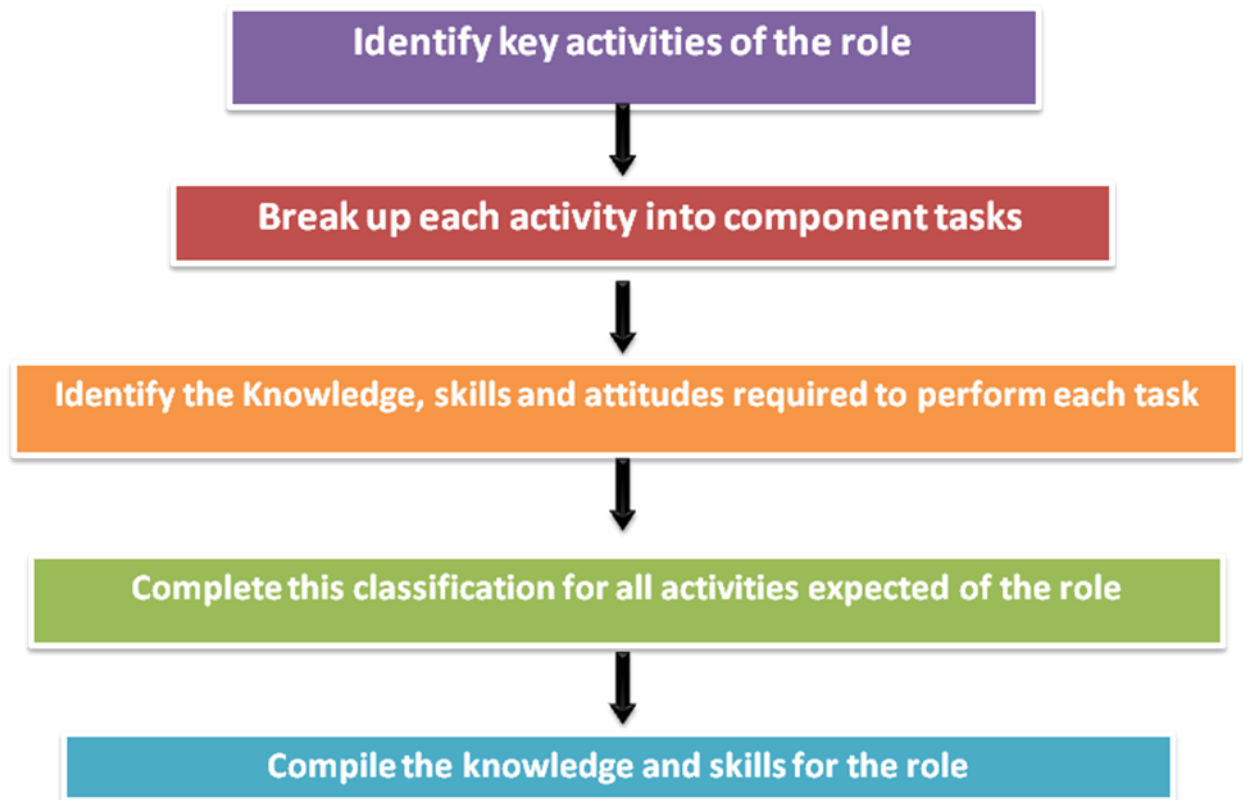 Identify key activities of the role
Break up each activity into component tasks
Identify the Knowledge, skills and attitudes required to perform each task
Complete this classification for all activities expected of the role
Compile the knowledge and skills for the role